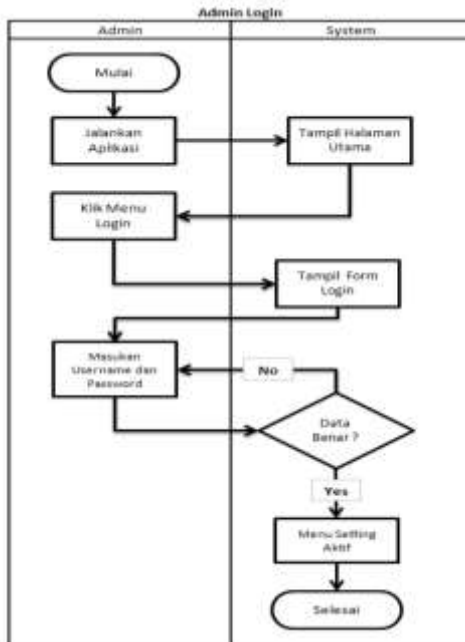 Admin Login
Admin
System
Mulai
Jalankan
Aplikasi
Tampil Halaman
Utama
Klik Menu
Login
Tampil Form
Login
Masukan
Username dan
Password
No
Data
Benar ?
Yes
Menu Setting
Aktif
Selesai